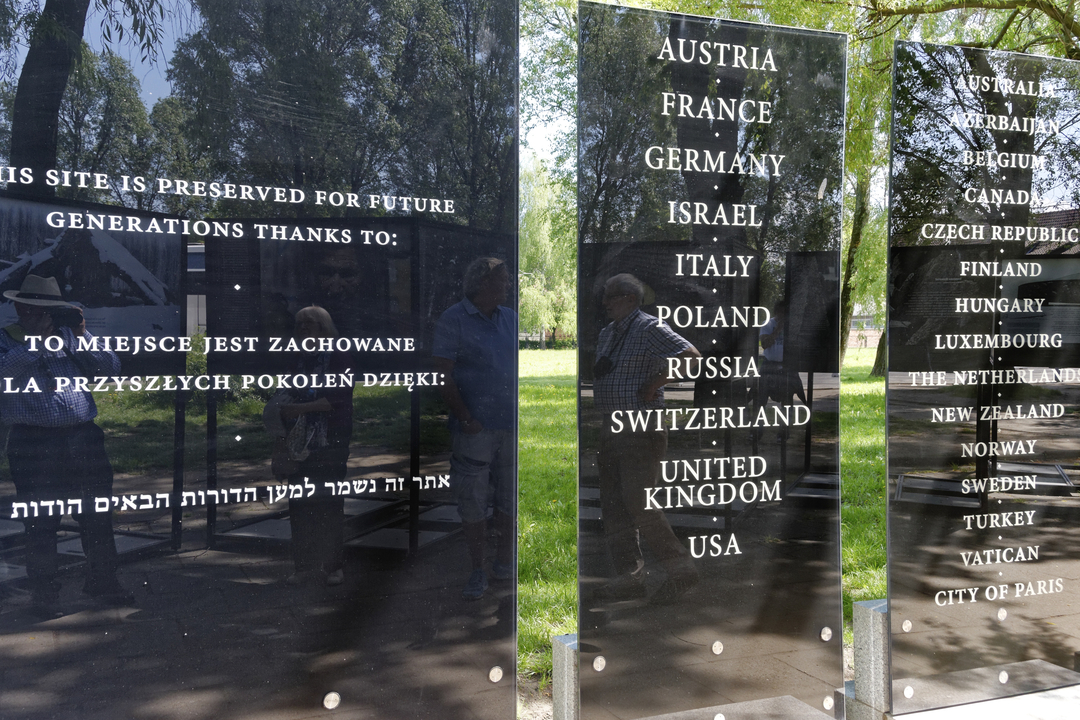 THIS SITE IS PRESERVED FOR FUTURE
GENERATIONS THANKS TO:
TO MIEJSCE JEST ZACHOWANE
DLA PRZYSZŁYCH POKOLEŃ DZIĘKI:
אתר זה נשמר למען הדורות הבאים הודות
AUSTRIA
FRANCE
GERMANY
ISRAEL
ITALY
POLAND
RUSSIA
SWITZERLAND
UNITED
KINGDOM
USA
AUSTRALIA
AZERBAIJAN
BELGIUM
CANADA
CZECH REPUBLIC
FINLAND
HUNGARY
LUXEMBOURG
THE NETHERLANDS
NEW ZEALAND
NORWAY
SWEDEN
TURKEY
VATICAN
CITY OF PARIS